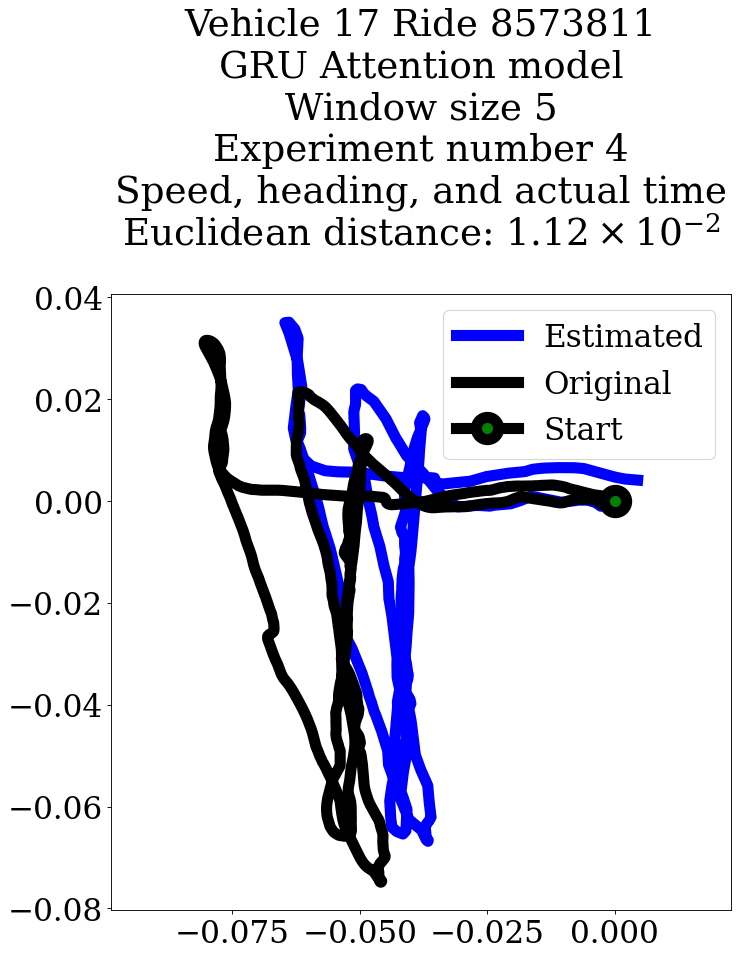 Vehicle 17 Ride 8573811
GRU Attention model
Window size 5
Experiment number 4
Speed, heading, and actual time
Euclidean distance: 1.12 × 10⁻²
0.04
0.02
0.00
−0.02
−0.04
−0.06
−0.08
Estimated
Original
Start
−0.075 −0.050 −0.025 0.000